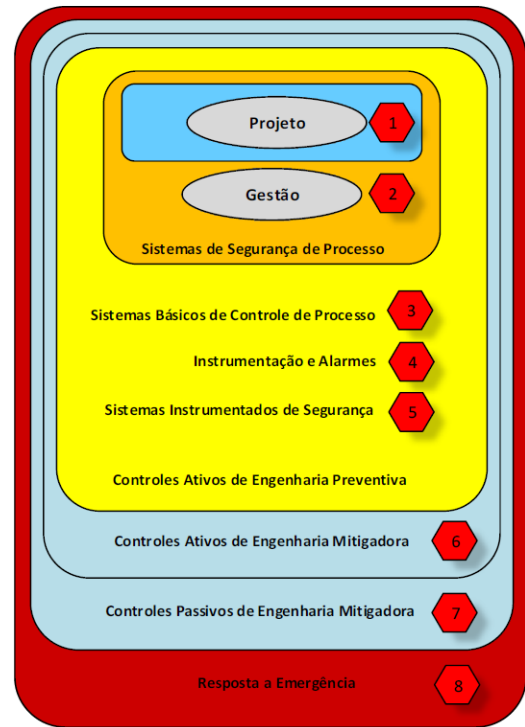 Projeto 1
Gestão 2
Sistemas de Segurança de Processo
Sistemas Básicos de Controle de Processo 3
Instrumentação e Alarmes 4
Sistemas Instrumentados de Segurança 5
Controles Ativos de Engenharia Preventiva
Controles Ativos de Engenharia Mitigadora 6
Controles Passivos de Engenharia Mitigadora 7
Resposta a Emergência 8